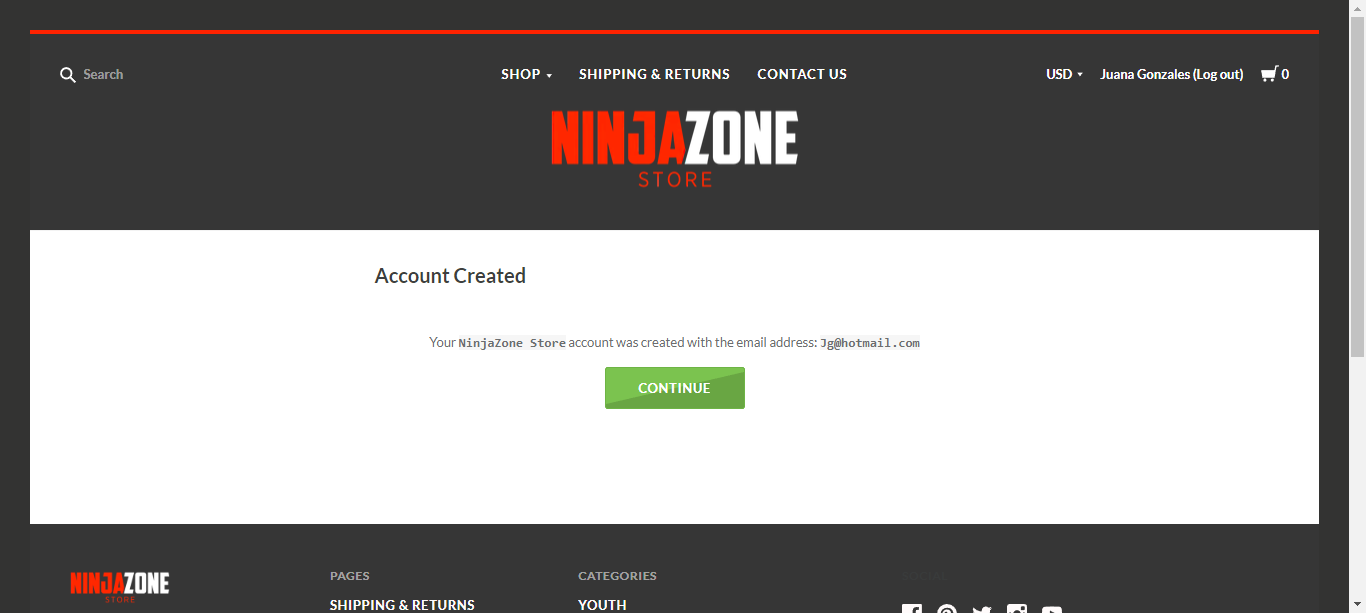 Search
SHOP
SHIPPING & RETURNS
CONTACT US
USD
Juana Gonzales (Log out)
0
NINJAZONE
STORE
Account Created
Your NinjaZone Store account was created with the email address: Jg@hotmail.com
CONTINUE
NINJAZONE
STORE
PAGES
SHIPPING & RETURNS
CATEGORIES
YOUTH